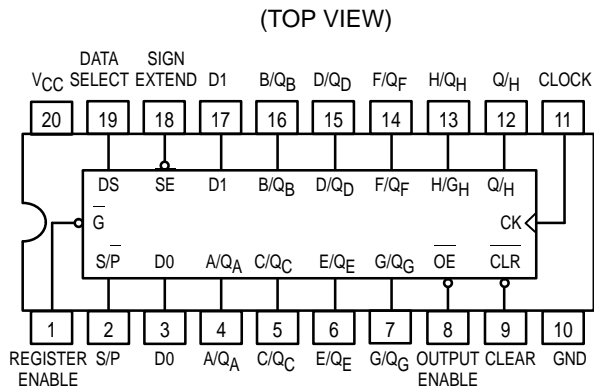 (TOP VIEW)
DATA SIGN
VCC SELECT EXTEND D1 B/QB D/QD F/QF H/QH Q/H CLOCK
20 19 18 17 16 15 14 13 12 11
DS SE D1 B/QB D/QD F/QF H/GH Q/H
G CK
S/P D0 A/QA C/QC E/QE G/QG OE CLR
1 2 3 4 5 6 7 8 9 10
REGISTER S/P D0 A/QA C/QC E/QE G/QG OUTPUT CLEAR GND
ENABLE ENABLE